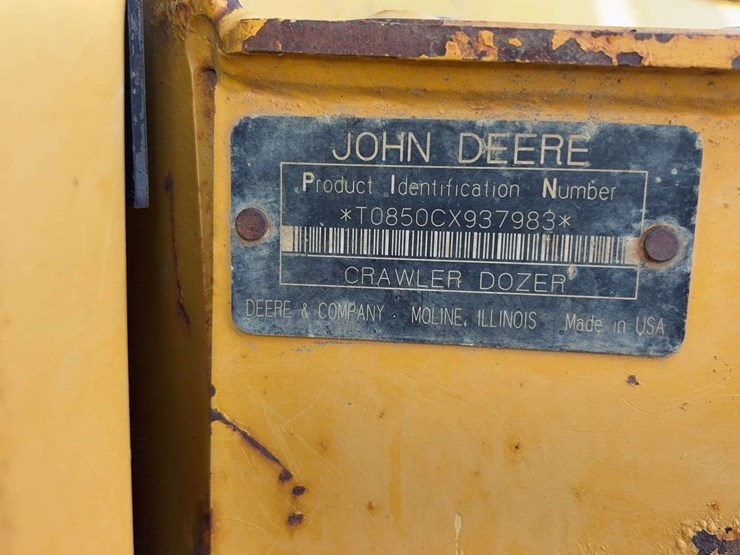 JOHN DEERE
Product Identification Number
*T0850CX937983*
CRAWLER DOZER
DEERE & COMPANY . MOLINE, ILLINOIS Made in USA